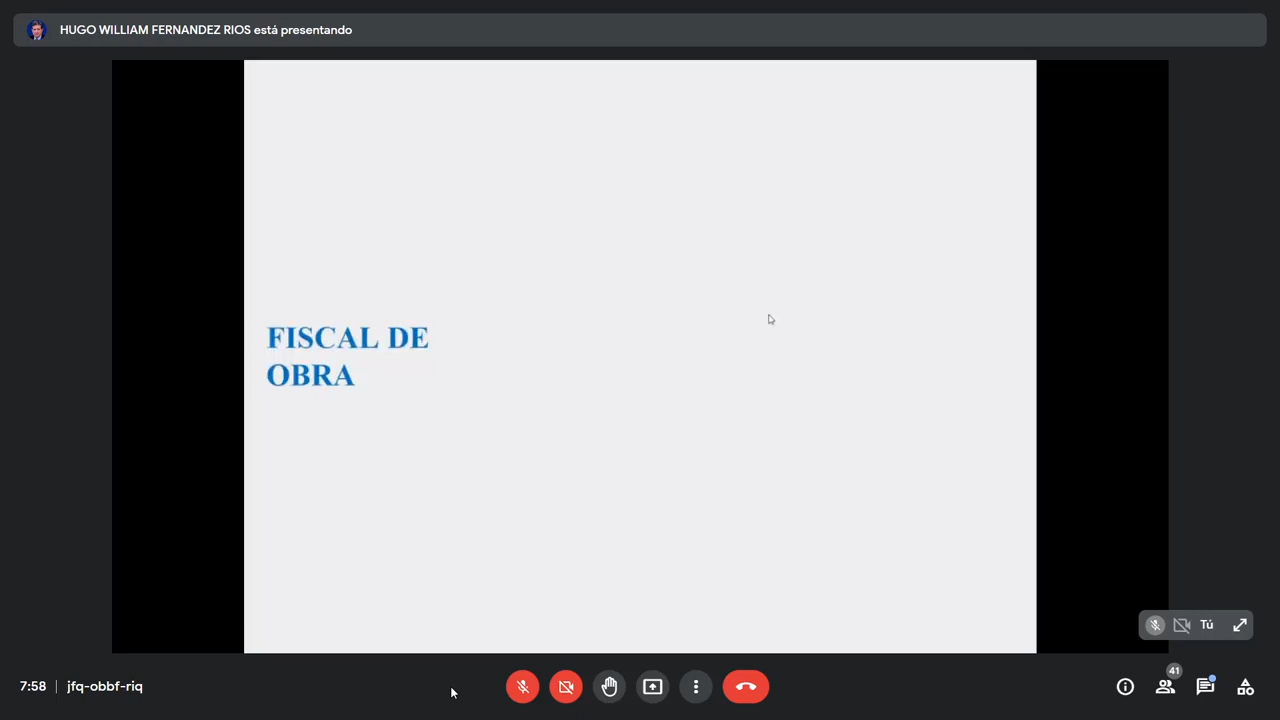 HUGO WILLIAM FERNANDEZ RIOS está presentando
FISCAL DE
OBRA
Tú
7:58 | jfq-obbf-riq
41